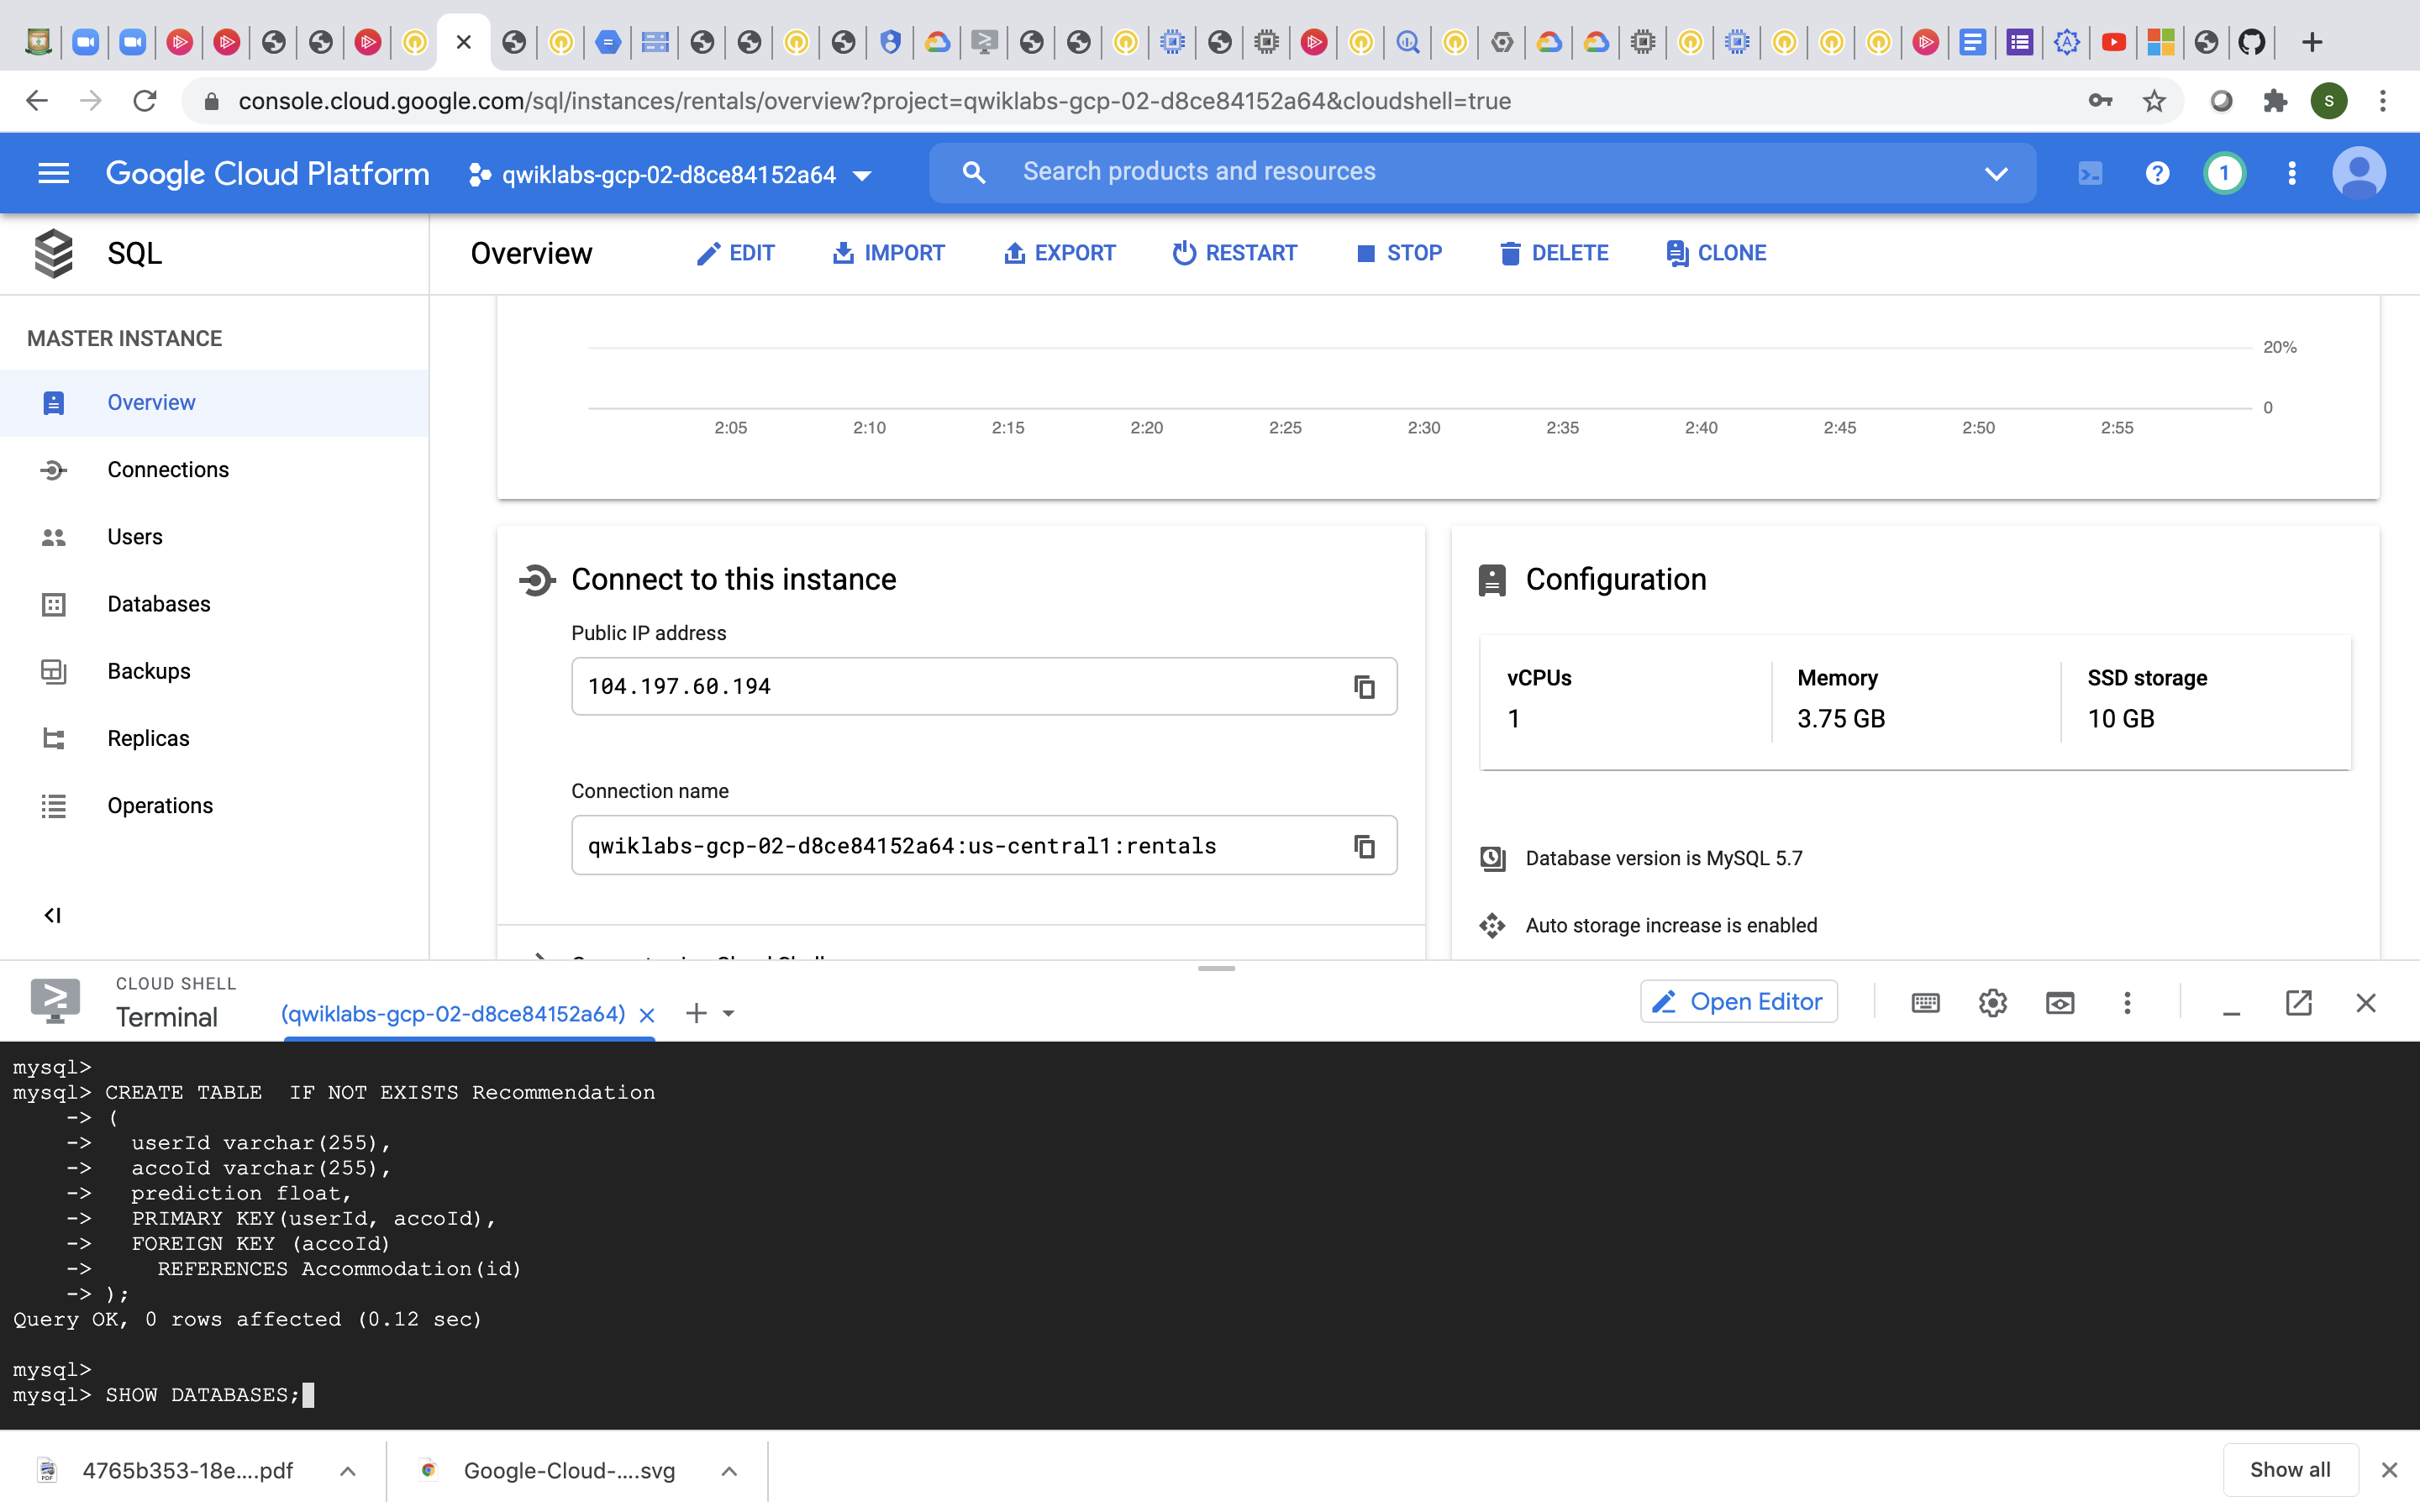 console.cloud.google.com/sql/instances/rentals/overview?project=qwiklabs-gcp-02-d8ce84152a64&cloudshell=true
S
Google Cloud Platform
qwiklabs-gcp-02-d8ce84152a64
Search products and resources
1
SQL
Overview
EDIT
IMPORT
EXPORT
RESTART
STOP
DELETE
CLONE
MASTER INSTANCE
Overview
Connections
Users
Databases
Backups
Replicas
Operations
20%
0
2:05 2:10 2:15 2:20 2:25 2:30 2:35 2:40 2:45 2:50 2:55
Connect to this instance
Public IP address
104.197.60.194
Connection name
qwiklabs-gcp-02-d8ce84152a64:us-central1:rentals
Configuration
vCPUs
1
Memory
3.75 GB
SSD storage
10 GB
Database version is MySQL 5.7
Auto storage increase is enabled
CLOUD SHELL
Terminal
(qwiklabs-gcp-02-d8ce84152a64)
Open Editor
mysql>
mysql> CREATE TABLE  IF NOT EXISTS Recommendation
    -> (
    ->   userId varchar(255),
    ->   accoId varchar(255),
    ->   prediction float,
    ->   PRIMARY KEY(userId, accoId),
    ->   FOREIGN KEY (accoId)
    ->     REFERENCES Accommodation(id)
    -> );
Query OK, 0 rows affected (0.12 sec)
mysql>
mysql> SHOW DATABASES;
4765b353-18e....pdf
Google-Cloud-....svg
Show all